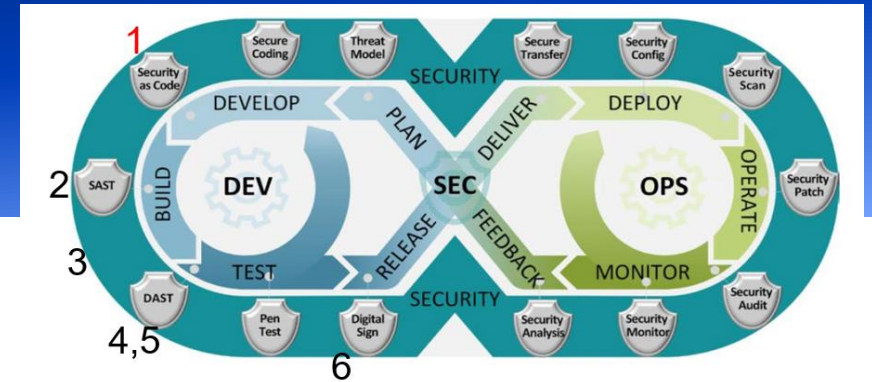 1
Secure
Coding
Threat
Model
Secure
Transfer
Security
Config
Security
as Code
SECURITY
Security
Scan
DEVELOP
PLAN
DELIVER
DEPLOY
2
SAST
BUILD
DEV
SEC
OPS
OPERATE
Security
Patch
3
TEST
RELEASE
FEEDBACK
MONITOR
DAST
SECURITY
Security
Audit
4,5
Pen
Test
Digital
Sign
Security
Analysis
Security
Monitor
6